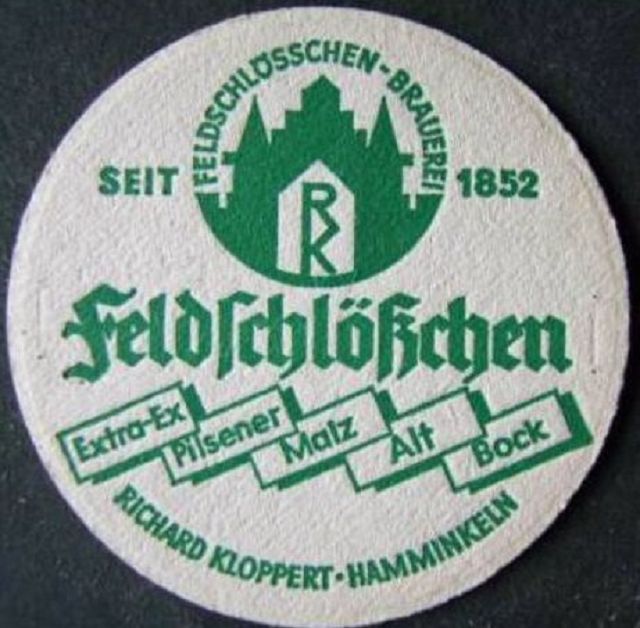 FELDSCHLÖSSCHEN-BRAUEREI
SEIT 1852
RK
Feldſchlößchen
Extra-Ex Pilsener Malz Alt Bock
RICHARD KLOPPERT·HAMMINKELN